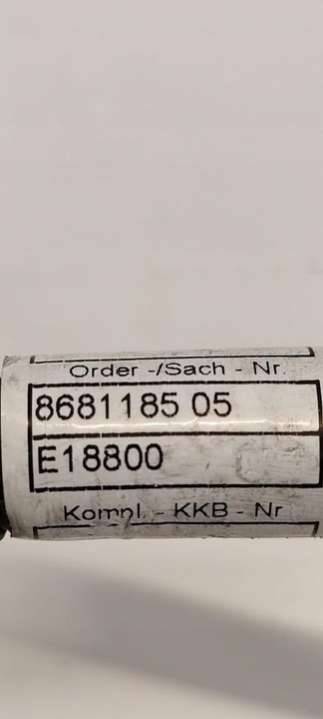 Order -/Sach - Nr.
8681185 05
E18800
Kompl. - KKB - Nr